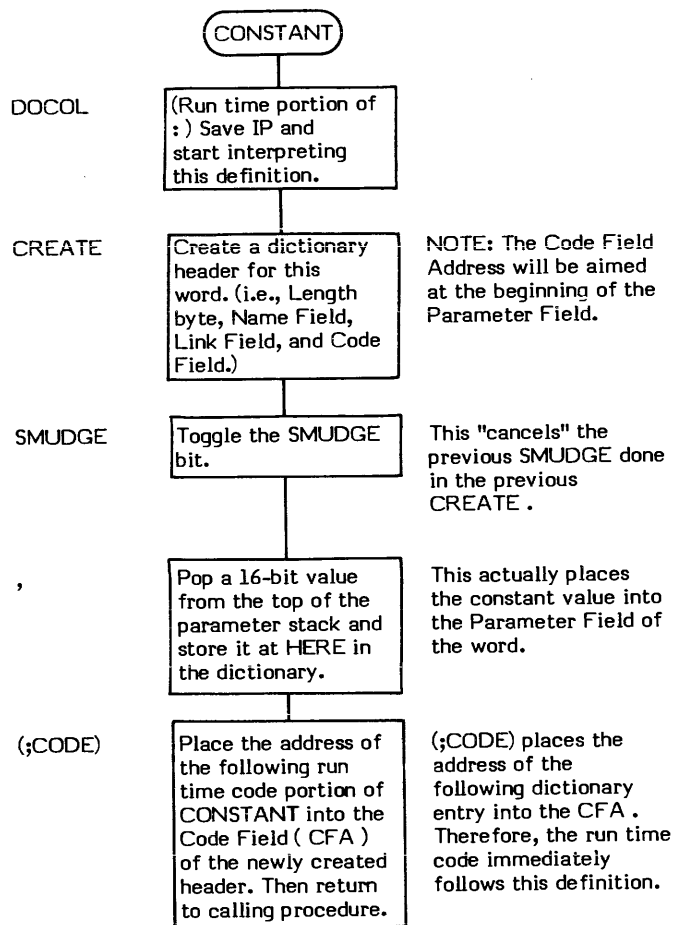 CONSTANT
DOCOL
(Run time portion of
: ) Save IP and
start interpreting
this definition.
CREATE
Create a dictionary
header for this
word. (i.e., Length
byte, Name Field,
Link Field, and Code
Field.)
NOTE: The Code Field
Address will be aimed
at the beginning of the
Parameter Field.
SMUDGE
Toggle the SMUDGE
bit.
This "cancels" the
previous SMUDGE done
in the previous
CREATE .
,
Pop a 16-bit value
from the top of the
parameter stack and
store it at HERE in
the dictionary.
This actually places
the constant value into
the Parameter Field of
the word.
(;CODE)
Place the address of
the following run
time code portion of
CONSTANT into the
Code Field ( CFA )
of the newly created
header. Then return
to calling procedure.
(;CODE) places the
address of the
following dictionary
entry into the CFA .
Therefore, the run time
code immediately
follows this definition.